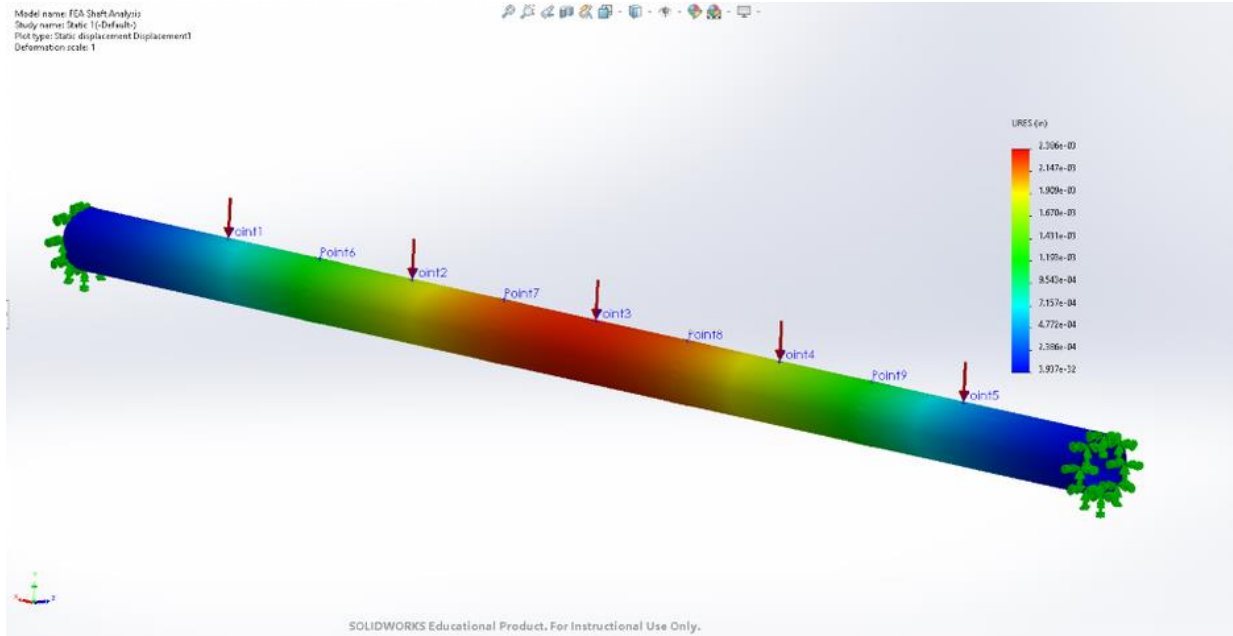 Model name: FEA Shaft Analysis
Study name: Static 1(-Default-)
Plot type: Static displacement Displacement1
Deformation scale: 1
URES (in)
2.386e-03
2.147e-03
1.909e-03
1.670e-03
1.431e-03
1.193e-03
9.543e-04
7.157e-04
4.772e-04
2.386e-04
3.937e-32
oint1
Point6
oint2
Point7
oint3
Point8
oint4
Point9
oint5
SOLIDWORKS Educational Product. For Instructional Use Only.